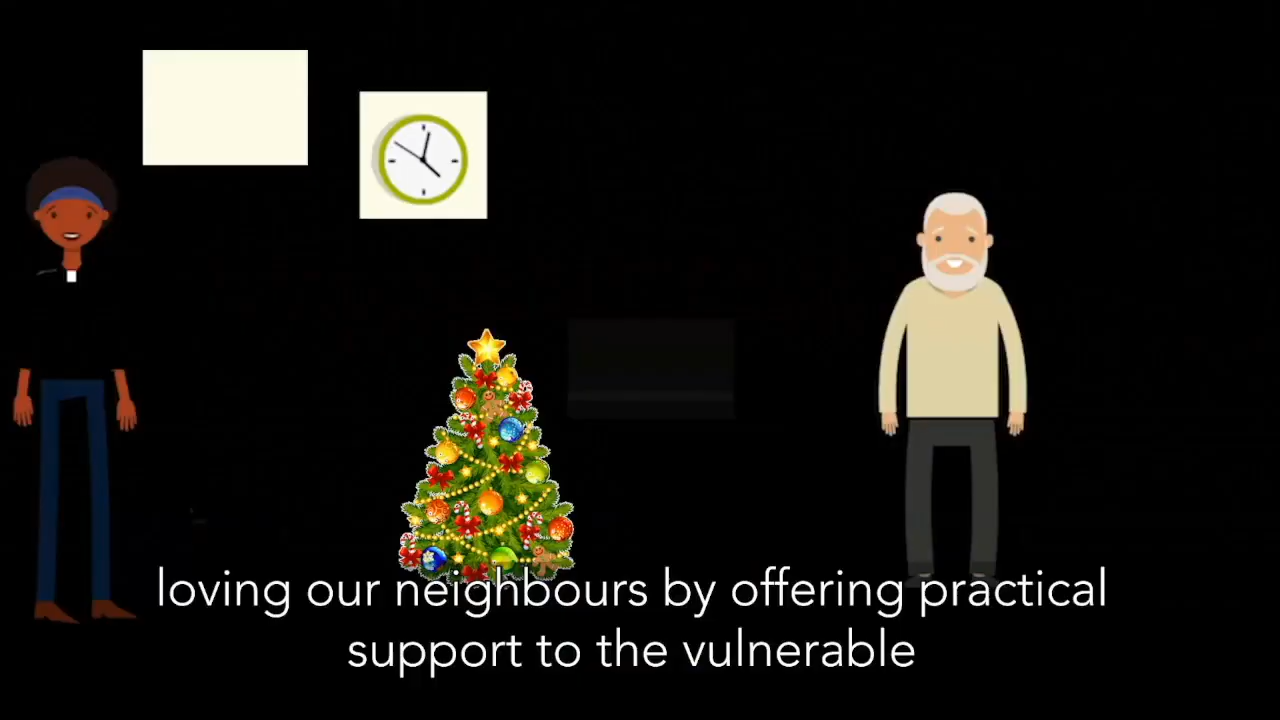 loving our neighbours by offering practical
support to the vulnerable